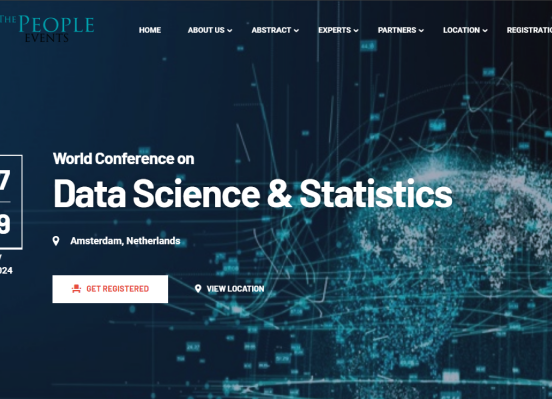 THE PEOPLE
EVENTS
HOME ABOUT US ABSTRACT EXPERTS PARTNERS LOCATION
World Conference on
7
Data Science & Statistics
9
Amsterdam, Netherlands
GET REGISTERED VIEW LOCATION